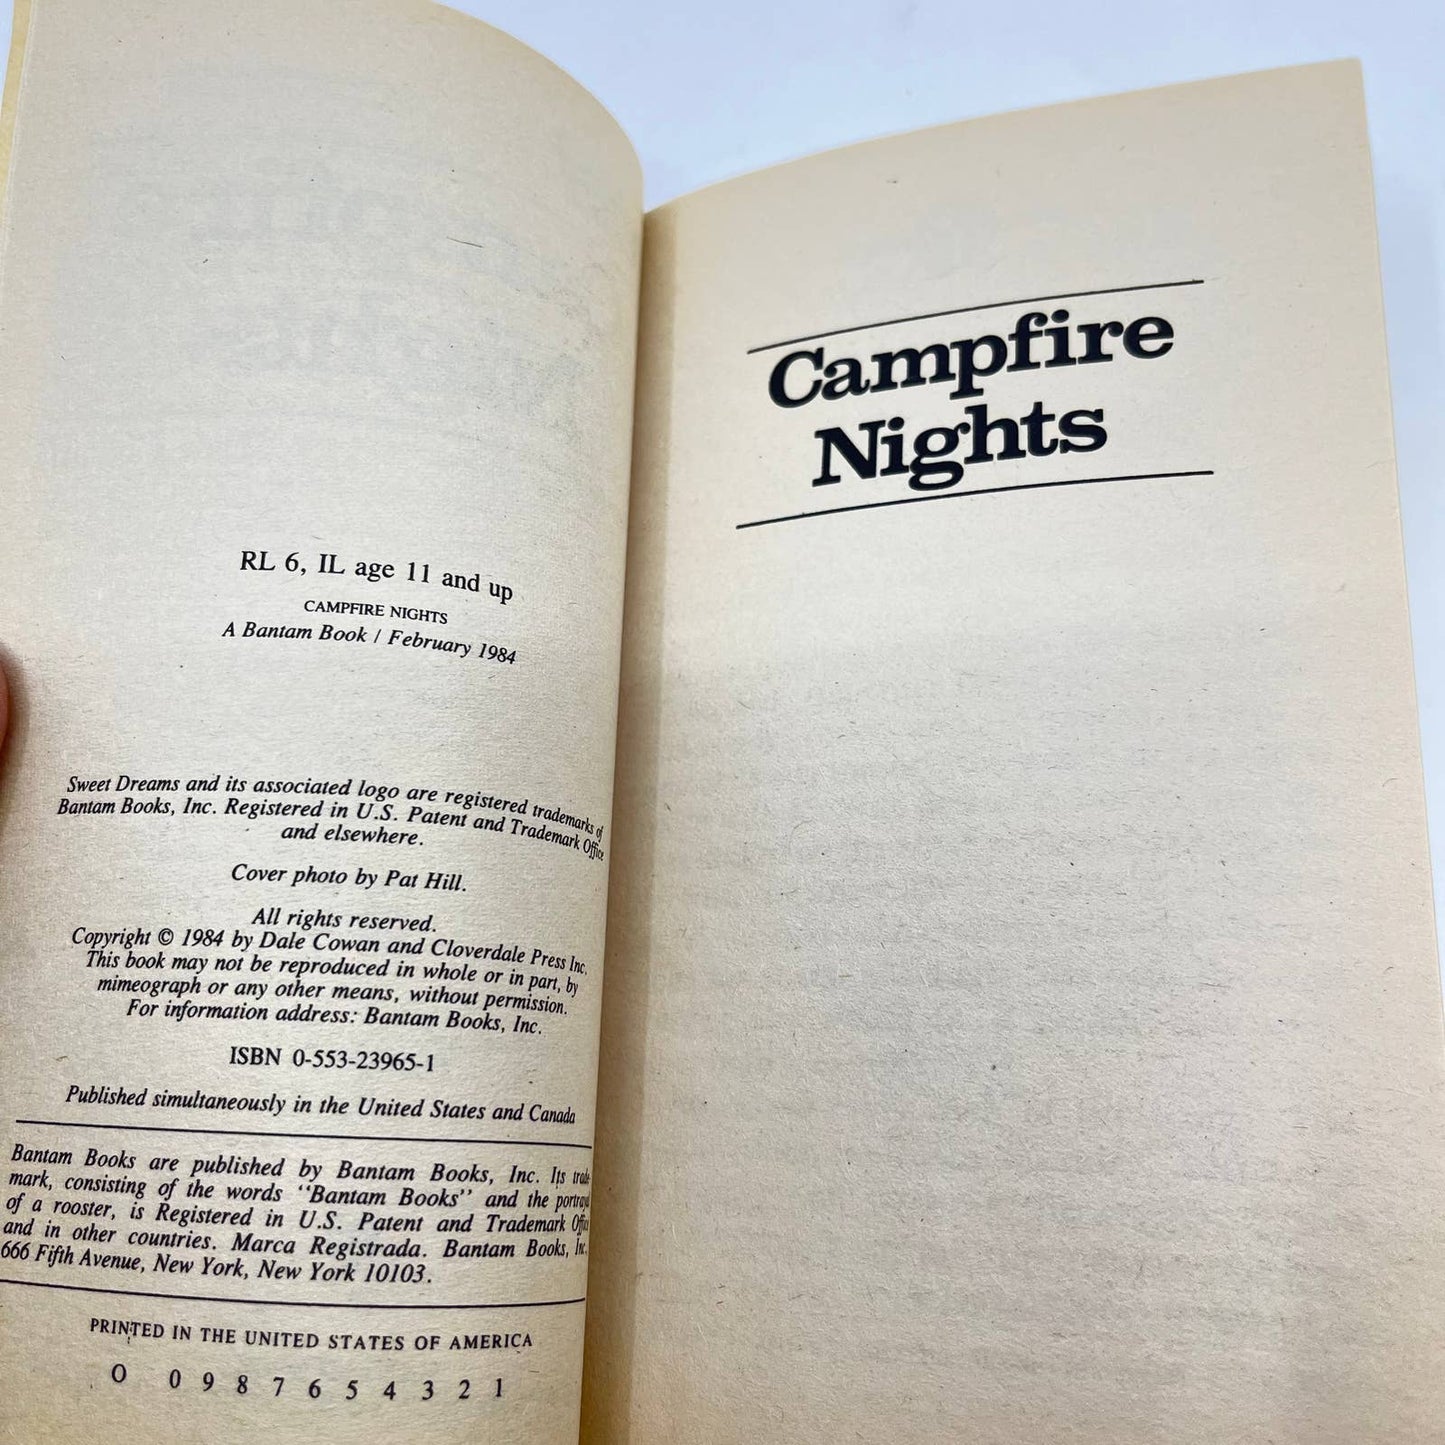 RL 6, IL age 11 and up
CAMPFIRE NIGHTS
A Bantam Book / February 1984
Sweet Dreams and its associated logo are registered trademarks of
Bantam Books, Inc. Registered in U.S. Patent and Trademark Office
and elsewhere.
Cover photo by Pat Hill.
All rights reserved.
Copyright © 1984 by Dale Cowan and Cloverdale Press Inc.
This book may not be reproduced in whole or in part, by
mimeograph or any other means, without permission.
For information address: Bantam Books, Inc.
ISBN 0-553-23965-1
Published simultaneously in the United States and Canada
Bantam Books are published by Bantam Books, Inc. Its trade-
mark, consisting of the words "Bantam Books" and the portrayal
of a rooster, is Registered in U.S. Patent and Trademark Office
and in other countries. Marca Registrada. Bantam Books, Inc.
666 Fifth Avenue, New York, New York 10103.
PRINTED IN THE UNITED STATES OF AMERICA
O 0 9 8 7 6 5 4 3 2 1
Campfire
Nights